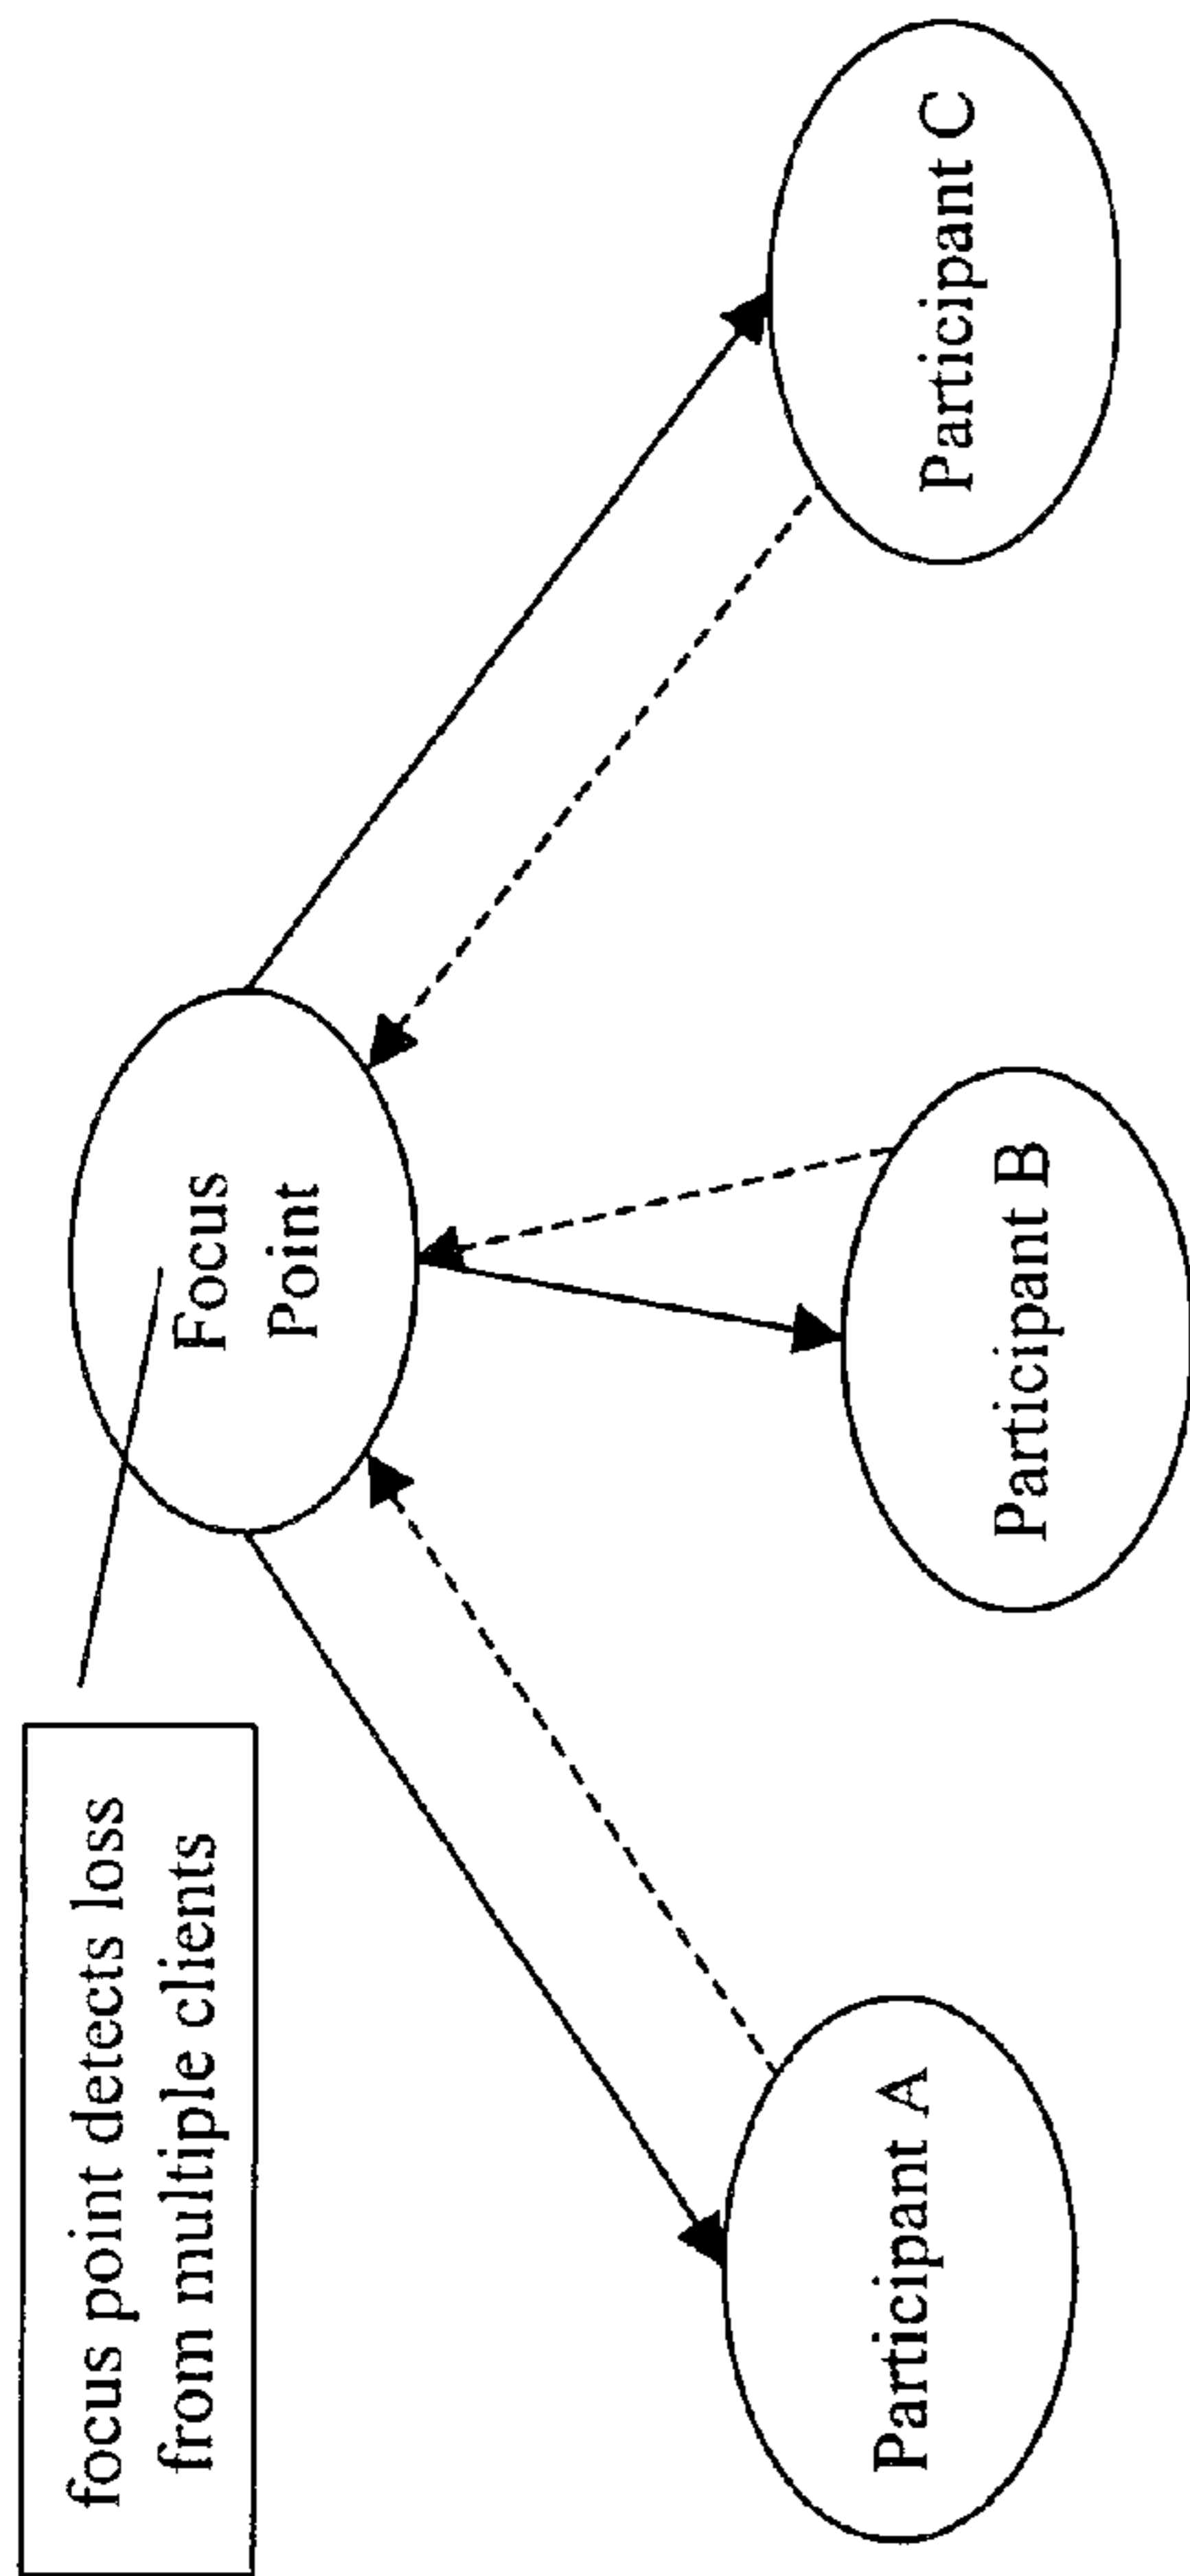 focus point detects loss
from multiple clients
Focus
Point
Participant A
Participant B
Participant C